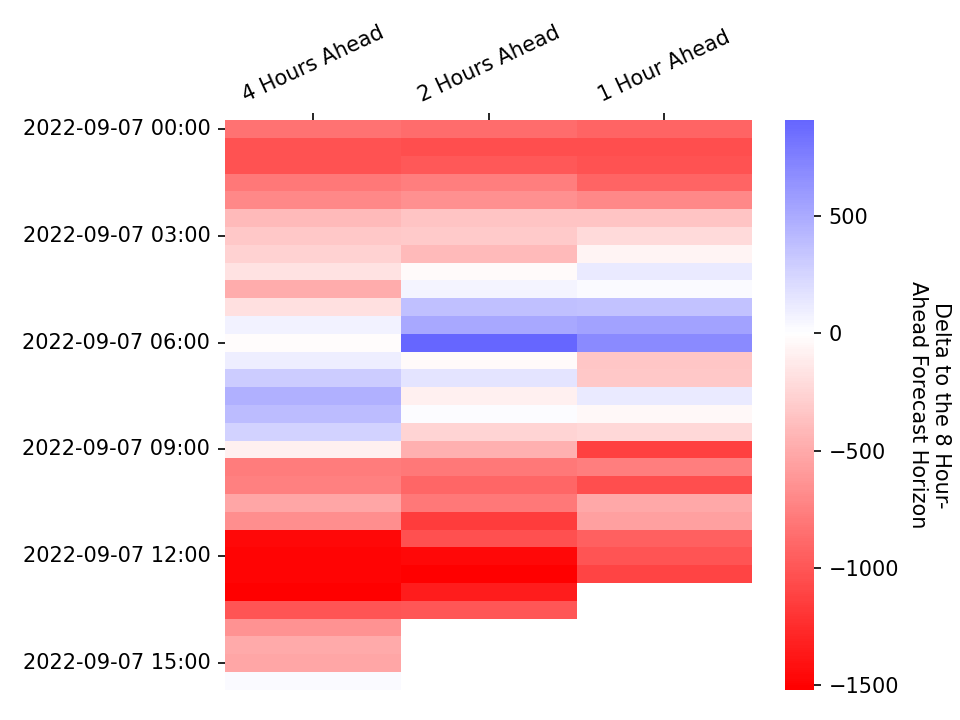 4 Hours Ahead
2 Hours Ahead
1 Hour Ahead
2022-09-07 00:00
2022-09-07 03:00
2022-09-07 06:00
2022-09-07 09:00
2022-09-07 12:00
2022-09-07 15:00
500
0
−500
−1000
−1500
Delta to the 8 Hour-
Ahead Forecast Horizon